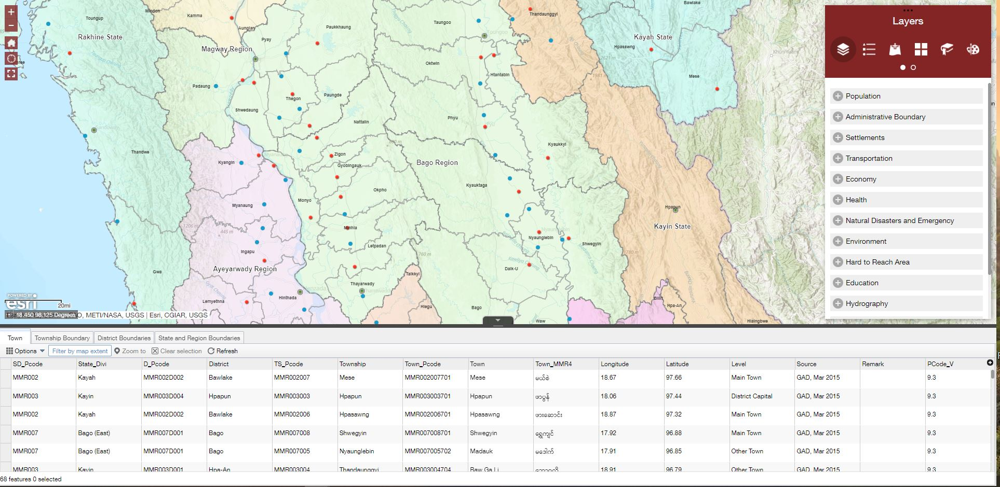 Mindon
Kamma
Toungup
Aunglan
Pyay
Paukkhaung
Taungoo
Toungoo
Thandaunggyi
Bawlake
Rakhine State
Magway Region
Kayah State
Hpasawng
Khun Yuam
2621 m
Oktwin
Htantabin
1981 m
Mese
Padaung
Thegon
Paungde
Shwedaung
Nattalin
Phyu
Pyu
Sandoway
Thandwe
Kyaukkyi
Kyangin
Myanaung
Zigon
Gyobingauk
Bago Region
Kyauktaga
Okpho
Monyo
Myanaung
Hpapun
1206 m
445 m
Minhla
Nyaunglebin
Nyaunglebin
Kayin State
Letpadan
Shwegyin
Ingapu
760 m
1780 m
Ayeyarwady Region
Gwa
Daik-U
Taikkyi
Thayarwady
Henzada
Lemyethna
Hinthada
Hlegu
Bago
Waw
Bilin
Hpa-An
Hlaingbwe
POWERED BY
esri
20mi
18.450 98.125 Degrees
O, METI/NASA, USGS | Esri, CGIAR, USGS
Layers
Population
Administrative Boundary
Settlements
Transportation
Economy
Health
Natural Disasters and Emergency
Environment
Hard to Reach Area
Education
Hydrography
Town Township Boundary District Boundaries State and Region Boundaries
Options Filter by map extent Zoom to Clear selection Refresh
SD_Pcode State_Divi D_Pcode District TS_Pcode Township Town_Pcode Town Town_MMR4 Longitude Latitude Level Source Remark PCode_V
MMR002 Kayah MMR002D002 Bawlake MMR002007 Mese MMR002007701 Mese မယ်စဲ 18.67 97.66 Main Town GAD, Mar 2015 9.3
MMR003 Kayin MMR003D004 Hpapun MMR003003 Hpapun MMR003003701 Hpapun ဖာပွန် 18.06 97.44 District Capital GAD, Mar 2015 9.3
MMR002 Kayah MMR002D002 Bawlake MMR002006 Hpasawng MMR002006701 Hpasawng ဖားဆောင်း 18.87 97.32 Main Town GAD, Mar 2015 9.3
MMR007 Bago (East) MMR007D001 Bago MMR007008 Shwegyin MMR007008701 Shwegyin ရွှေကျင် 17.92 96.88 Main Town GAD, Mar 2015 9.3
MMR007 Bago (East) MMR007D001 Bago MMR007005 Nyaunglebin MMR007005702 Madauk မဒေါက် 17.91 96.85 Other Town GAD, Mar 2015 9.3
MMR003 Kayin MMR003D001 Hpa-An MMR003004 Thandaunggyi MMR003004704 Baw Ga Li ဘောဂလိ 18.91 96.79 Other Town GAD, Mar 2015 9.3
68 features 0 selected